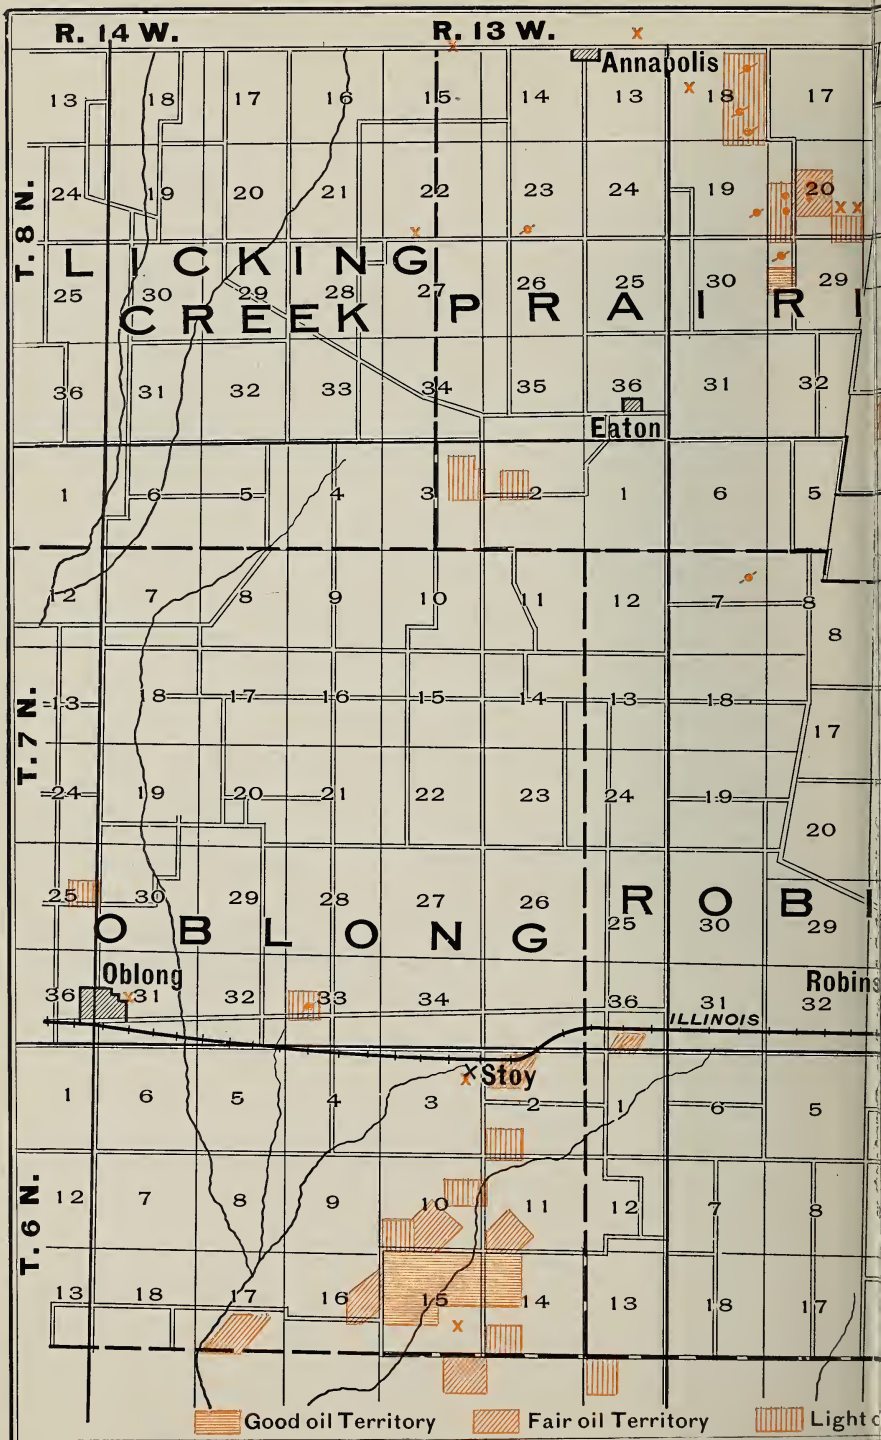 R. 14 W. R. 13 W.
Annapolis
13 18 17 16 15 14 13 18 17
T. 8 N.
24 19 20 21 22 23 24 19 20
LICKING
25 30 29 28 27 26 25 30 29
CREEK PRAIRI
36 31 32 33 34 35 36 31 32
Eaton
1 6 5 4 3 2 1 6 5
12 7 8 9 10 11 12 7 8
8
T. 7 N.
13 18 17 16 15 14 13 18
17
24 19 20 21 22 23 24 19
20
25 30 29 28 27 26 25 30 29
OBLONG ROBI
Oblong Robins
36 31 32 33 34 36 31 32
ILLINOIS
Stoy
1 6 5 4 3 2 1 6 5
T. 6 N.
12 7 8 9 10 11 12 7 8
13 18 17 16 15 14 13 18 17
Good oil Territory Fair oil Territory Light